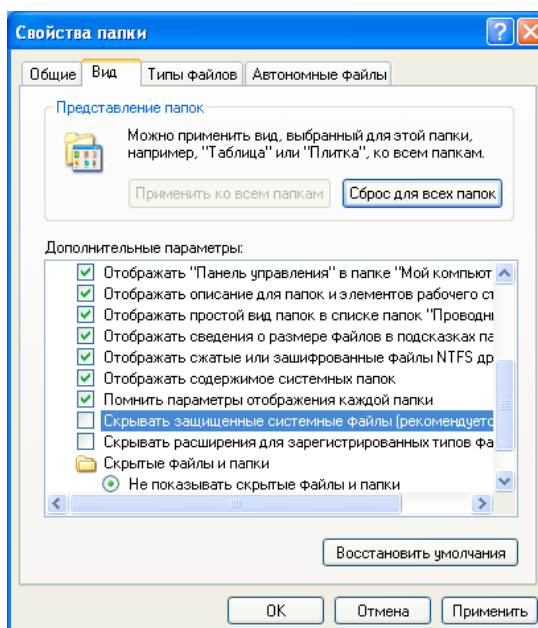 Свойства папки
Общие Вид Типы файлов Автономные файлы
Представление папок
Можно применить вид, выбранный для этой папки,
например, "Таблица" или "Плитка", ко всем папкам.
Применить ко всем папкам Сброс для всех папок
Дополнительные параметры:
Отображать "Панель управления" в папке "Мой компьют
Отображать описание для папок и элементов рабочего ст
Отображать простой вид папок в списке папок "Проводни
Отображать сведения о размере файлов в подсказках па
Отображать сжатые или зашифрованные файлы NTFS др
Отображать содержимое системных папок
Помнить параметры отображения каждой папки
Скрывать защищенные системные файлы (рекомендуетс
Скрывать расширения для зарегистрированных типов фа
Скрытые файлы и папки
Не показывать скрытые файлы и папки
Восстановить умолчания
OK Отмена Применить